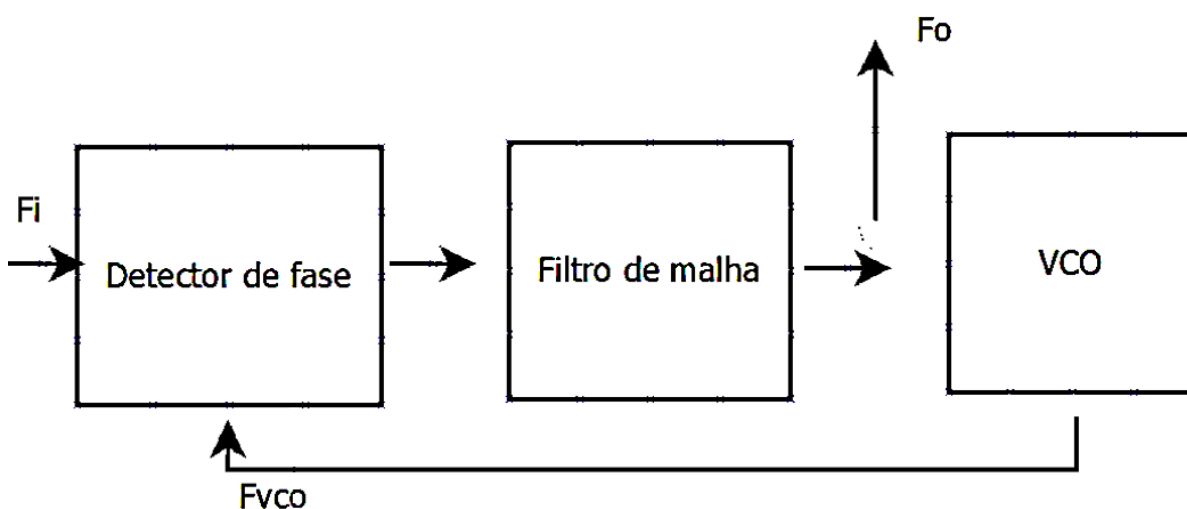 Fo
Fi
Detector de fase
Filtro de malha
VCO
Fvco